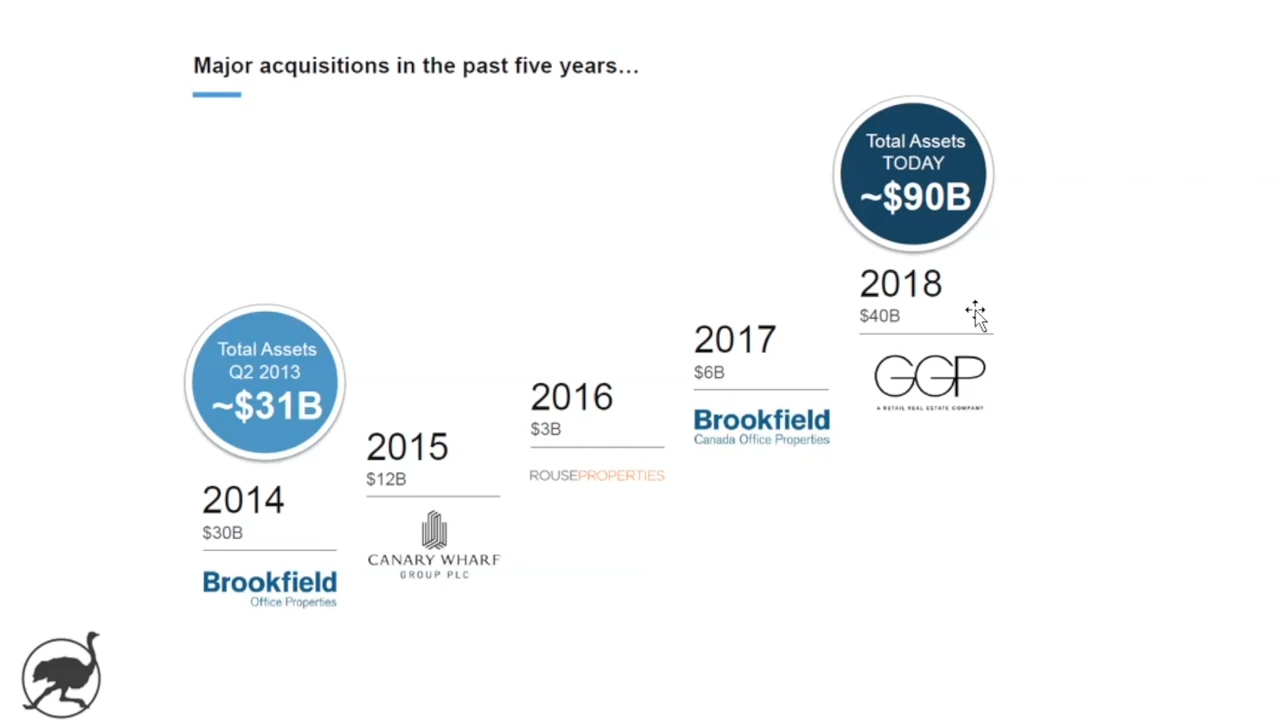 Major acquisitions in the past five years…
Total Assets
TODAY
~$90B
2018
$40B
GGP
A RETAIL REAL ESTATE COMPANY
2017
$6B
Brookfield
Canada Office Properties
2016
$3B
ROUSEPROPERTIES
Total Assets
Q2 2013
~$31B
2015
$12B
CANARY WHARF
GROUP PLC
2014
$30B
Brookfield
Office Properties